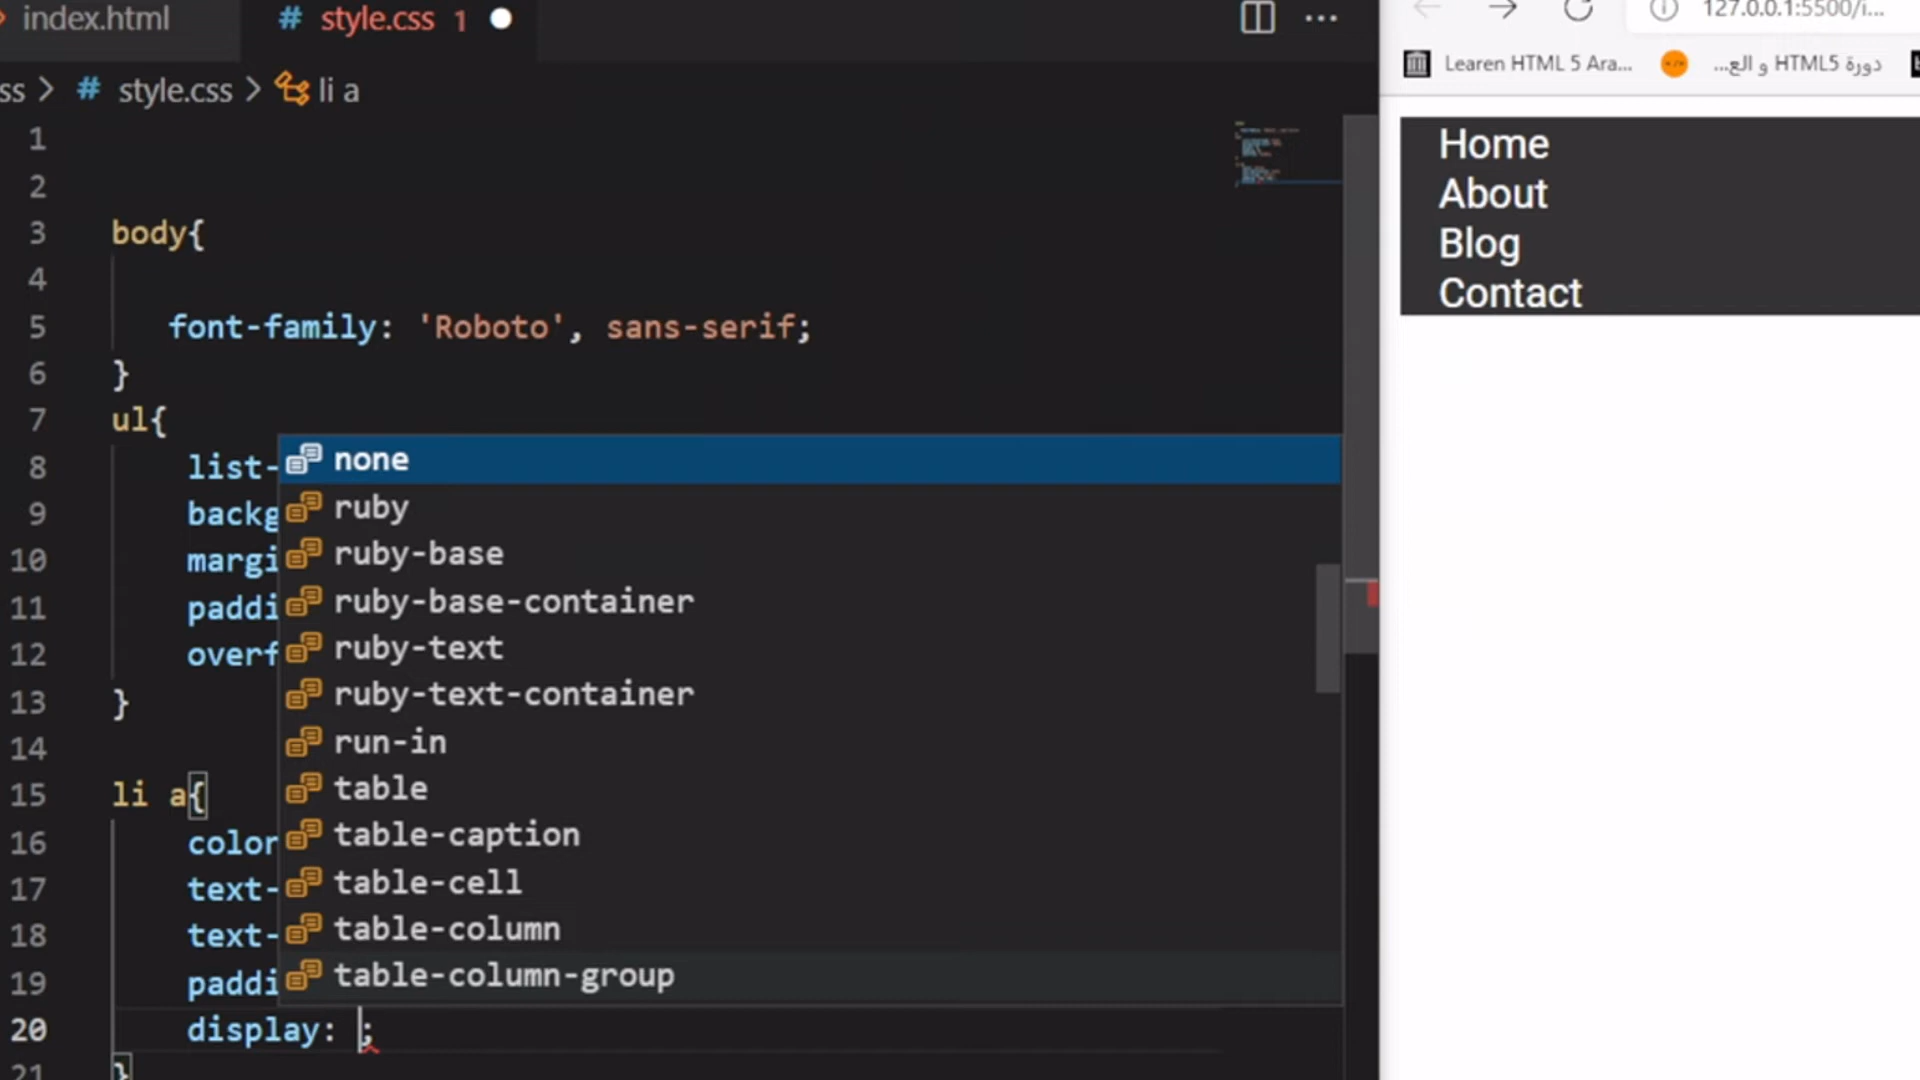 index.html
# style.css 1
ss > # style.css > li a
1
2
3 body{
4
5 font-family: 'Roboto', sans-serif;
6 }
7 ul{
8 list-
9 backg
10 margi
11 paddi
12 overf
13 }
14
15 li a{
16 color
17 text-
18 text-
19 paddi
20 display: ;
21 }
none
ruby
ruby-base
ruby-base-container
ruby-text
ruby-text-container
run-in
table
table-caption
table-cell
table-column
table-column-group
127.0.0.1:5500/i...
Learen HTML 5 Ara...
دورة HTML5 و الع...
Home
About
Blog
Contact